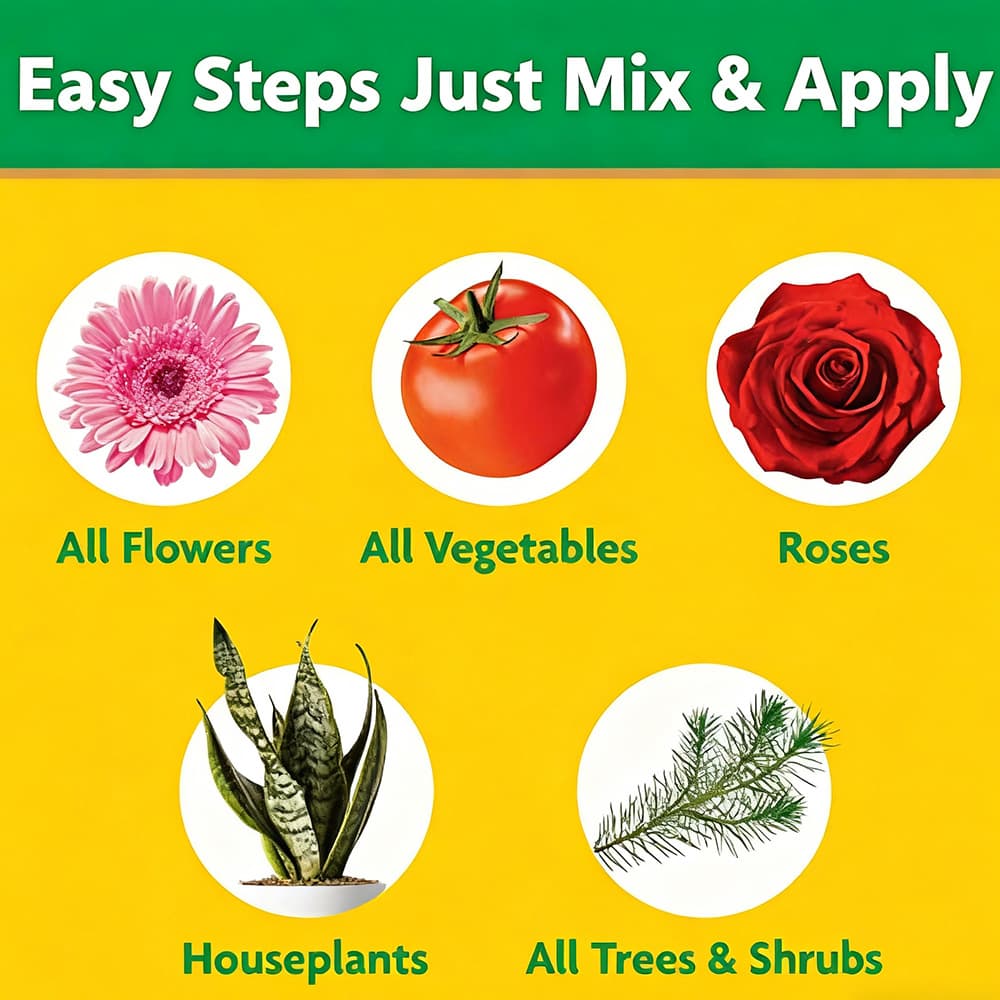 Easy Steps Just Mix & Apply
All Flowers
All Vegetables
Roses
Houseplants
All Trees & Shrubs